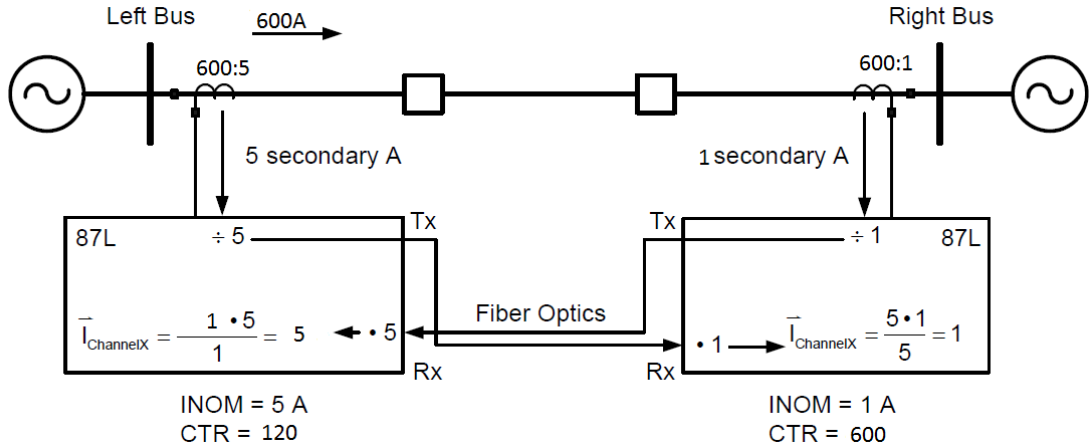 Left Bus
600A
Right Bus
600:5
600:1
5 secondary A
1 secondary A
87L
÷ 5
Tx
Tx
÷ 1
87L
Fiber Optics
I ChannelX = 1 • 5 / 1 = 5
• 5
Rx
Rx
• 1
I ChannelX = 5 • 1 / 5 = 1
INOM = 5 A
CTR = 120
INOM = 1 A
CTR = 600